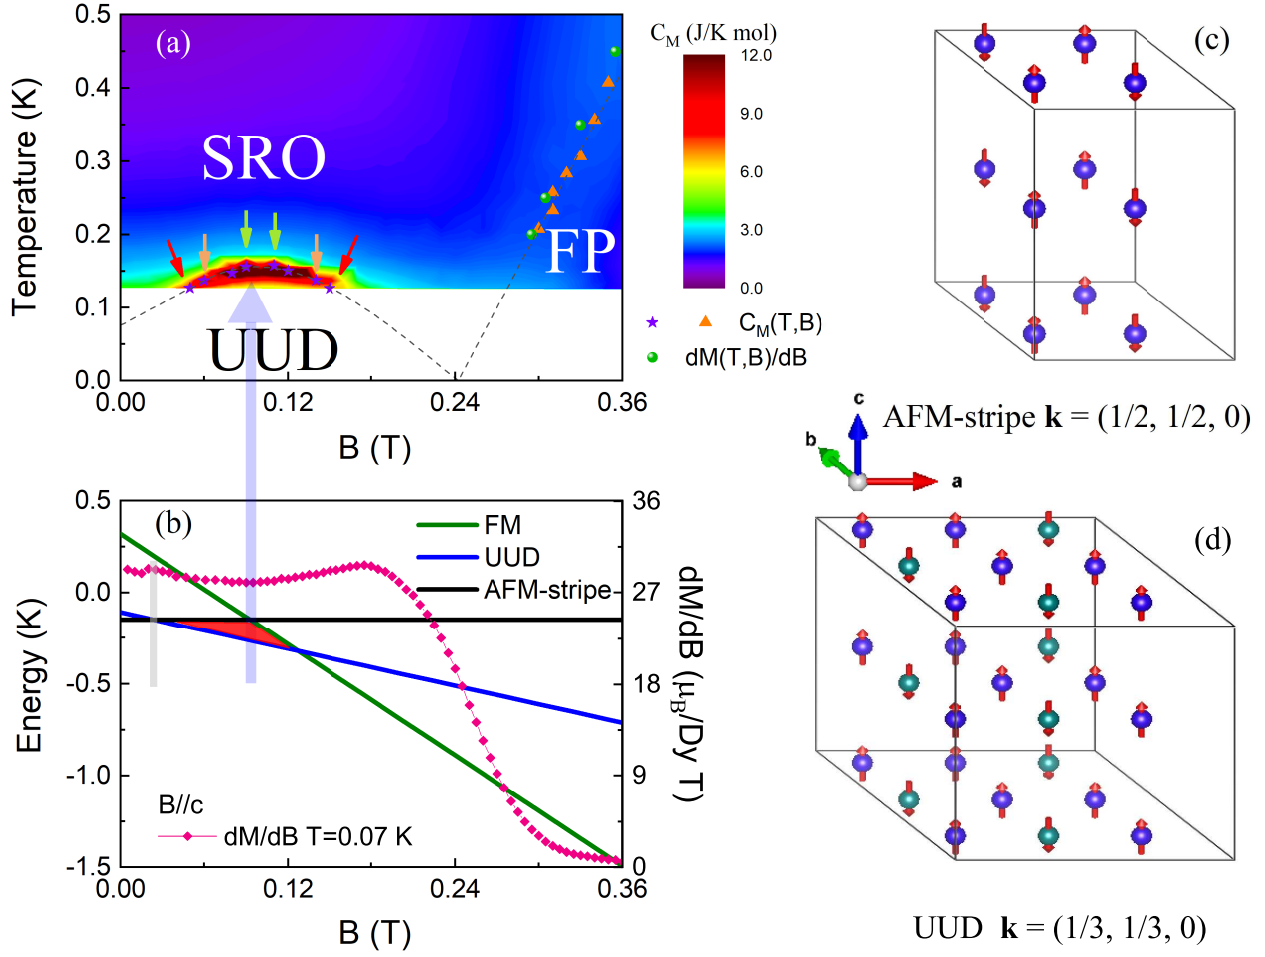 (a)
Temperature (K)
0.5
0.4
0.3
0.2
0.1
0.0
SRO
FP
UUD
0.00
0.12
0.24
0.36
B (T)
C_M (J/K mol)
12.0
9.0
6.0
3.0
0.0
C_M(T,B)
dM(T,B)/dB
(b)
Energy (K)
0.5
0.0
-0.5
-1.0
-1.5
FM
UUD
AFM-stripe
B//c
dM/dB T=0.07 K
36
27
18
9
0
dM/dB (μ_B/Dy T)
0.00
0.12
0.24
0.36
B (T)
(c)
AFM-stripe k = (1/2, 1/2, 0)
c
b
a
(d)
UUD k = (1/3, 1/3, 0)